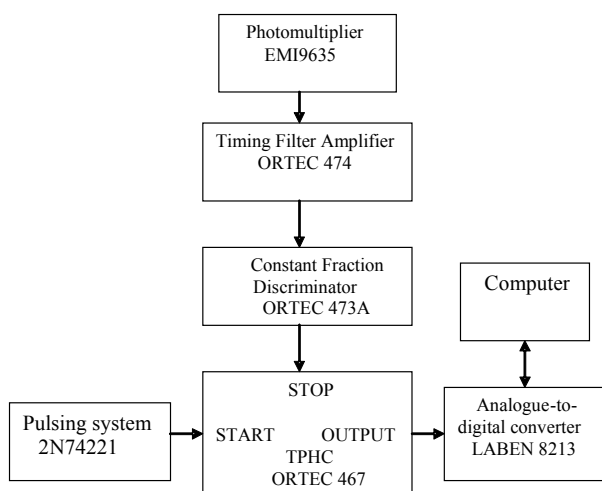 Photomultiplier
EMI9635
Timing Filter Amplifier
ORTEC 474
Constant Fraction
Discriminator
ORTEC 473A
Computer
STOP
Pulsing system
2N74221
START OUTPUT
TPHC
ORTEC 467
Analogue-to-
digital converter
LABEN 8213